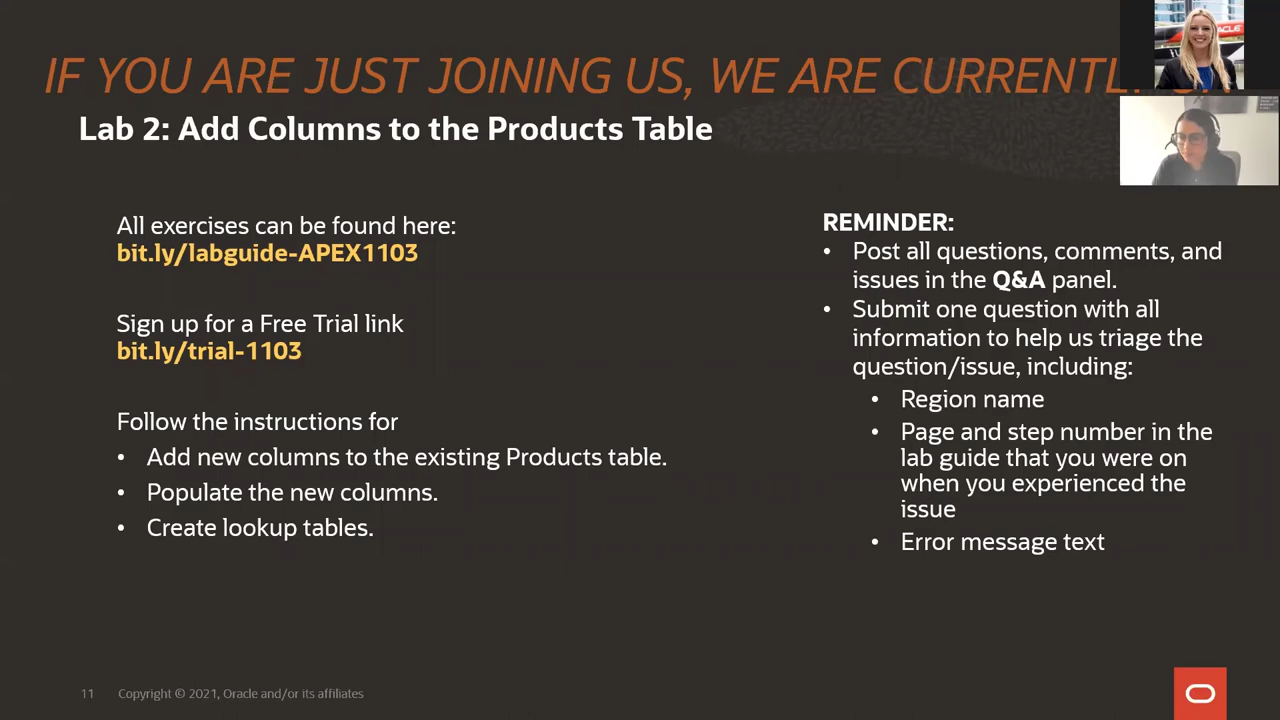 IF YOU ARE JUST JOINING US, WE ARE CURRENTLY
Lab 2: Add Columns to the Products Table
All exercises can be found here:
bit.ly/labguide-APEX1103
Sign up for a Free Trial link
bit.ly/trial-1103
Follow the instructions for
• Add new columns to the existing Products table.
• Populate the new columns.
• Create lookup tables.
REMINDER:
• Post all questions, comments, and
issues in the Q&A panel.
• Submit one question with all
information to help us triage the
question/issue, including:
• Region name
• Page and step number in the
lab guide that you were on
when you experienced the
issue
• Error message text
11 Copyright © 2021, Oracle and/or its affiliates